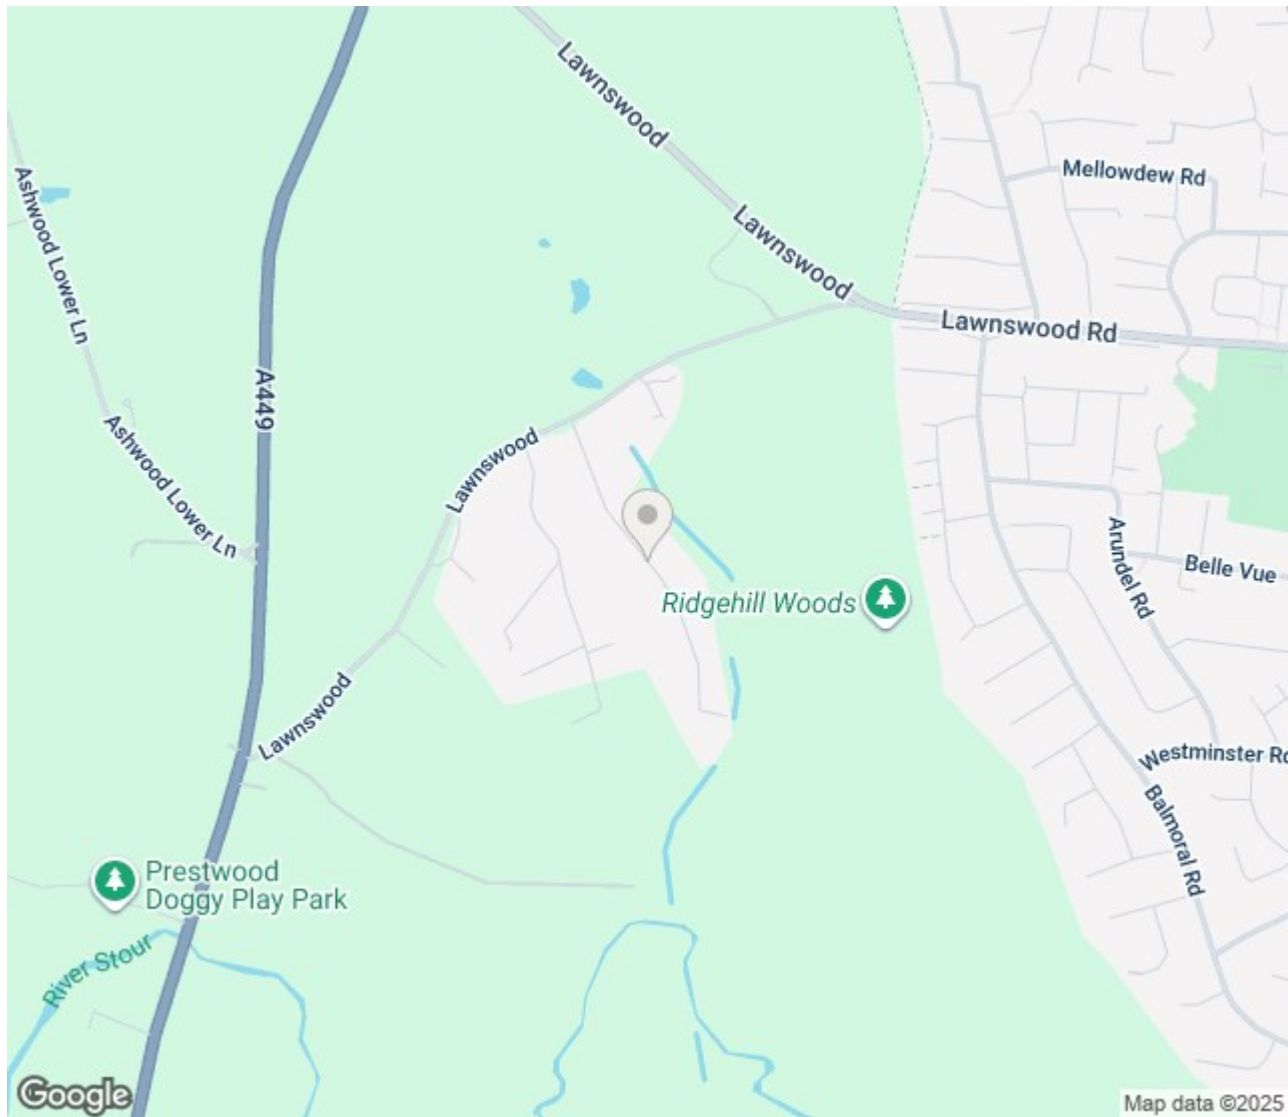 Lawnswood
Mellowdew Rd
Ashwood Lower Ln
Lawnswood
Lawnswood Rd
A449
Lawnswood
Ashwood Lower Ln
Arundel Rd
Belle Vue
Ridgehill Woods
Lawnswood
Westminster Rd
Balmoral Rd
Prestwood
Doggy Play Park
River Stour
Google
Map data ©2025